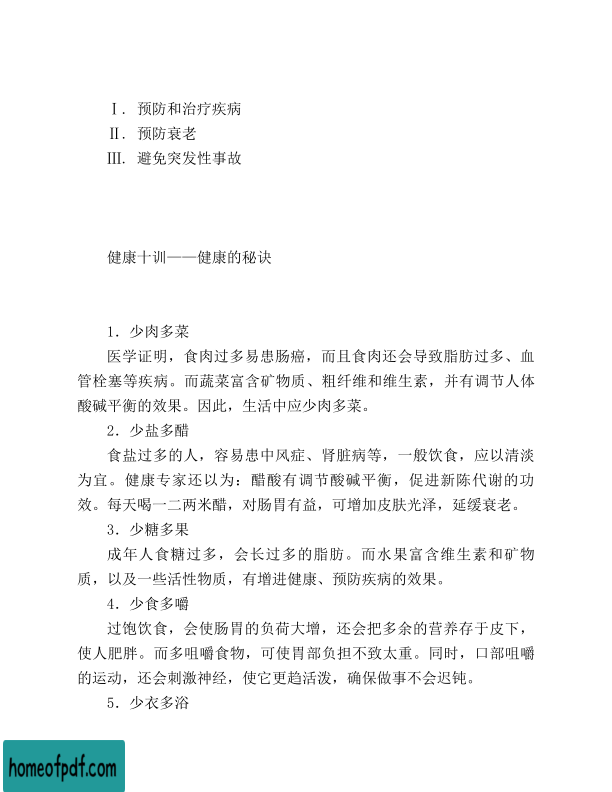 Ⅰ. 预防和治疗疾病
Ⅱ. 预防衰老
Ⅲ. 避免突发性事故
健康十训——健康的秘诀
1．少肉多菜
医学证明，食肉过多易患肠癌，而且食肉还会导致脂肪过多、血
管栓塞等疾病。而蔬菜富含矿物质、粗纤维和维生素，并有调节人体
酸碱平衡的效果。因此，生活中应少肉多菜。
2．少盐多醋
食盐过多的人，容易患中风症、肾脏病等，一般饮食，应以清淡
为宜。健康专家还以为：醋酸有调节酸碱平衡，促进新陈代谢的功
效。每天喝一二两米醋，对肠胃有益，可增加皮肤光泽，延缓衰老。
3．少糖多果
成年人食糖过多，会长过多的脂肪。而水果富含维生素和矿物
质，以及一些活性物质，有增进健康、预防疾病的效果。
4．少食多嚼
过饱饮食，会使肠胃的负荷大增，还会把多余的营养存于皮下，
使人肥胖。而多咀嚼食物，可使胃部负担不致太重。同时，口部咀嚼
的运动，还会刺激神经，使它更趋活泼，确保做事不会迟钝。
5．少衣多浴
homeofpdf.com